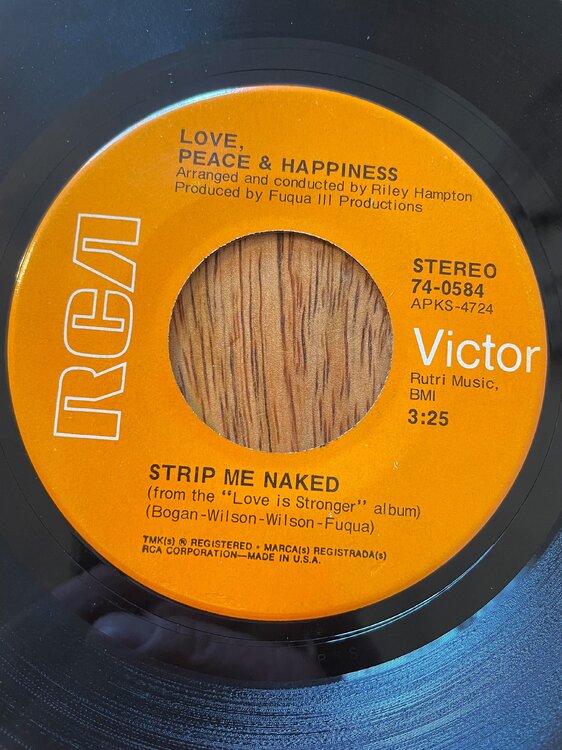 LOVE,
PEACE & HAPPINESS
Arranged and conducted by Riley Hampton
Produced by Fuqua III Productions
RCA
STEREO
74-0584
APKS-4724
Victor
Rutri Music,
BMI
3:25
STRIP ME NAKED
(from the "Love is Stronger" album)
(Bogan-Wilson-Wilson-Fuqua)
TMK(s) ® REGISTERED • MARCA(s) REGISTRADA(s)
RCA CORPORATION—MADE IN U.S.A.